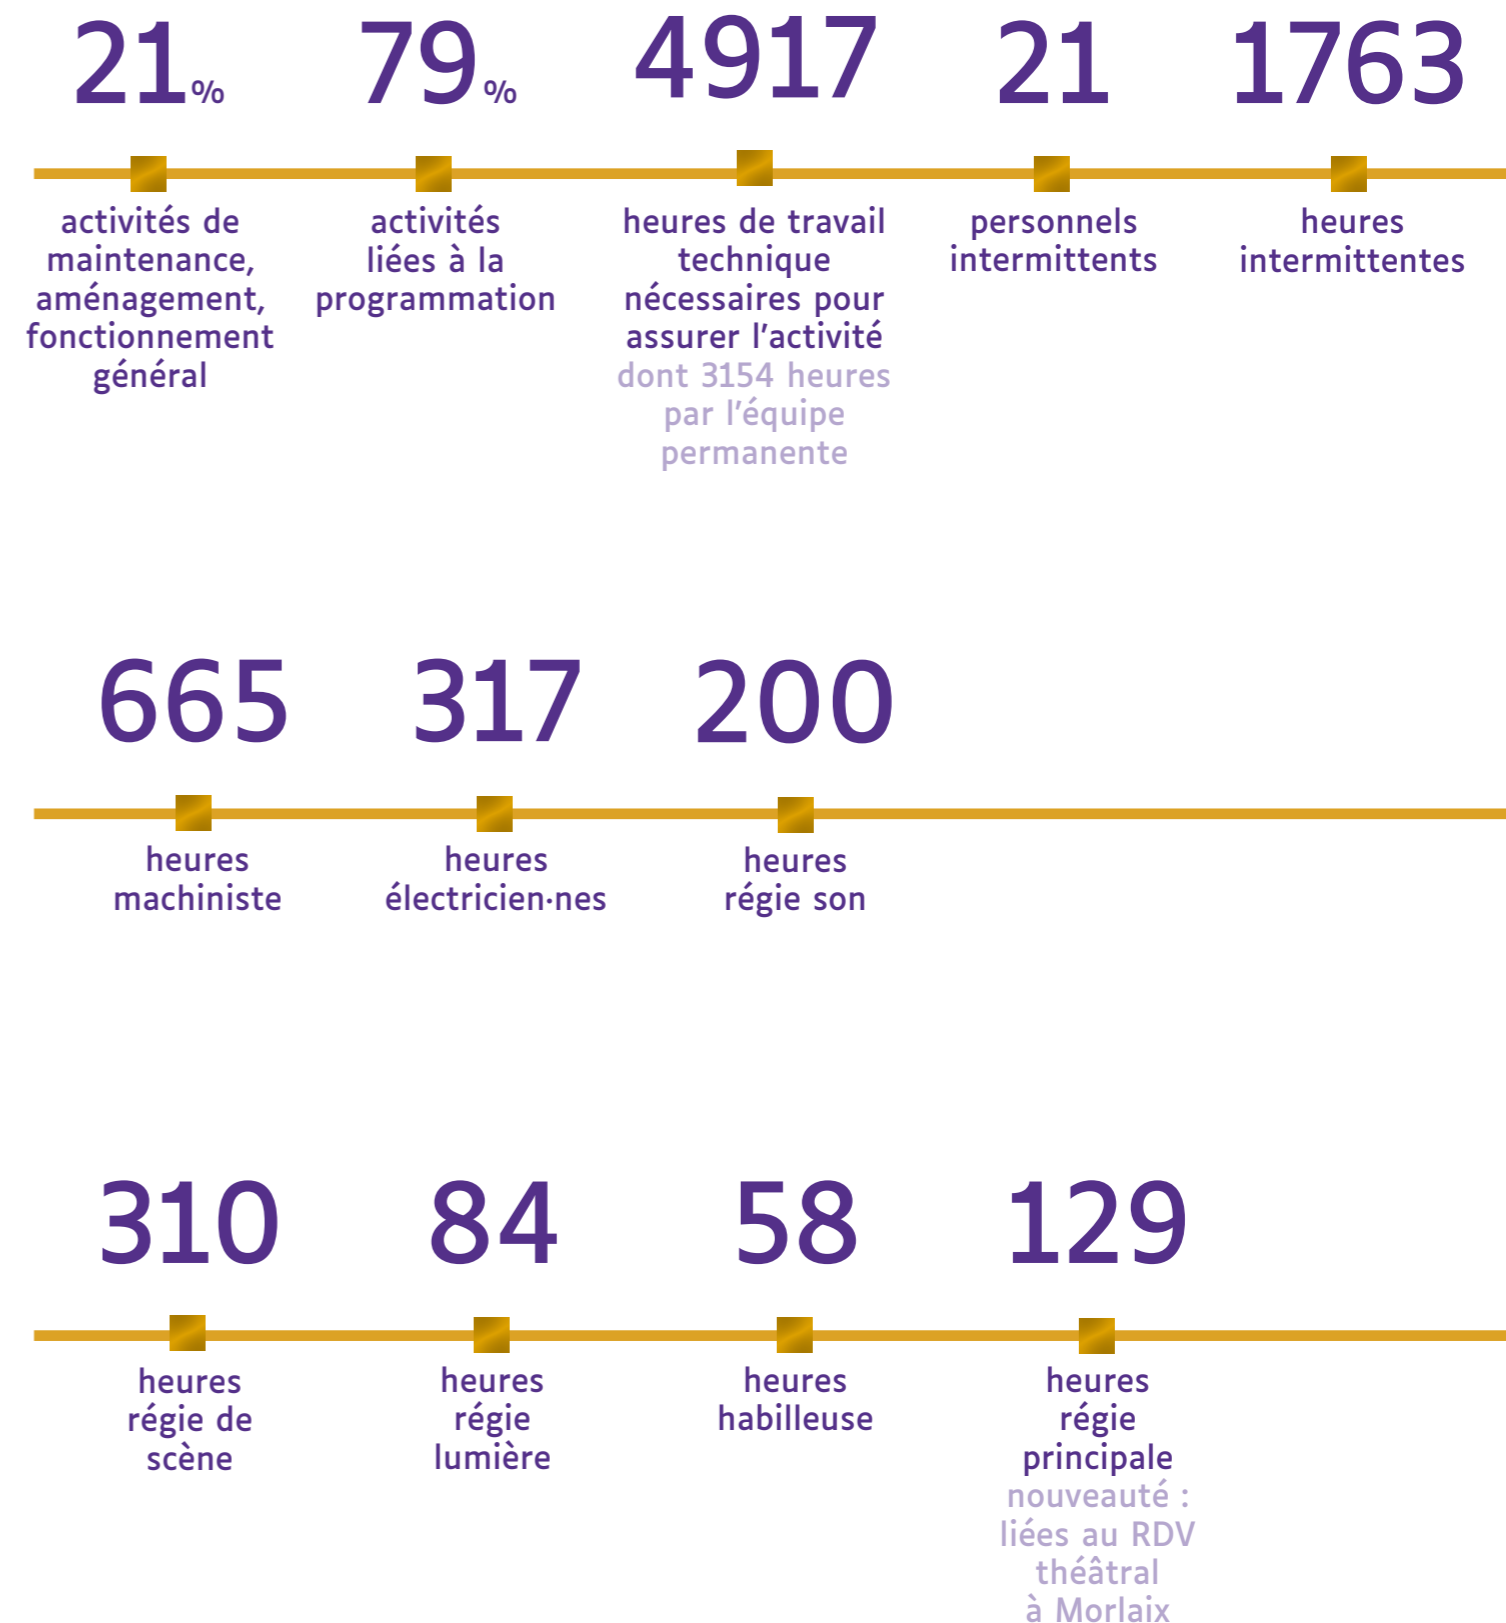 21%
79%
4917
21
1763
activités de
maintenance,
aménagement,
fonctionnement
général
activités
liées à la
programmation
heures de travail
technique
nécessaires pour
assurer l’activité
dont 3154 heures
par l’équipe
permanente
personnels
intermittents
heures
intermittentes
665
317
200
heures
machiniste
heures
électricien·nes
heures
régie son
310
84
58
129
heures
régie de
scène
heures
régie
lumière
heures
habilleuse
heures
régie
principale
nouveauté :
liées au RDV
théâtral
à Morlaix